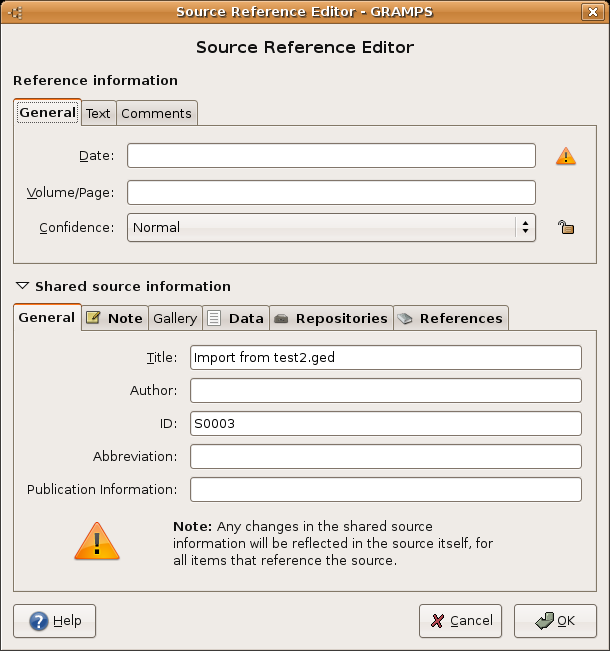 Source Reference Editor - GRAMPS
Source Reference Editor
Reference information
General Text Comments
Date:
Volume/Page:
Confidence: Normal
Shared source information
General Note Gallery Data Repositories References
Title: Import from test2.ged
Author:
ID: S0003
Abbreviation:
Publication Information:
Note: Any changes in the shared source
information will be reflected in the source itself, for
all items that reference the source.
Help Cancel OK